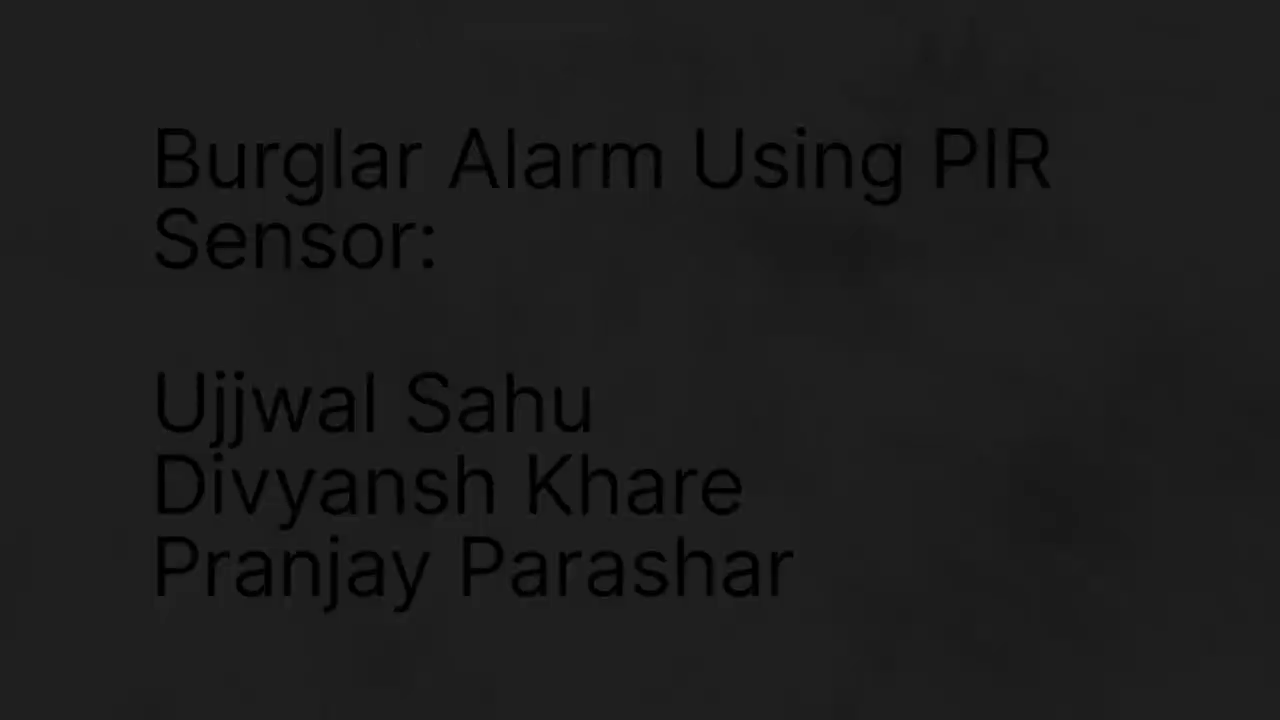 Burglar Alarm Using PIR
Sensor:
Ujjwal Sahu
Divyansh Khare
Pranjay Parashar